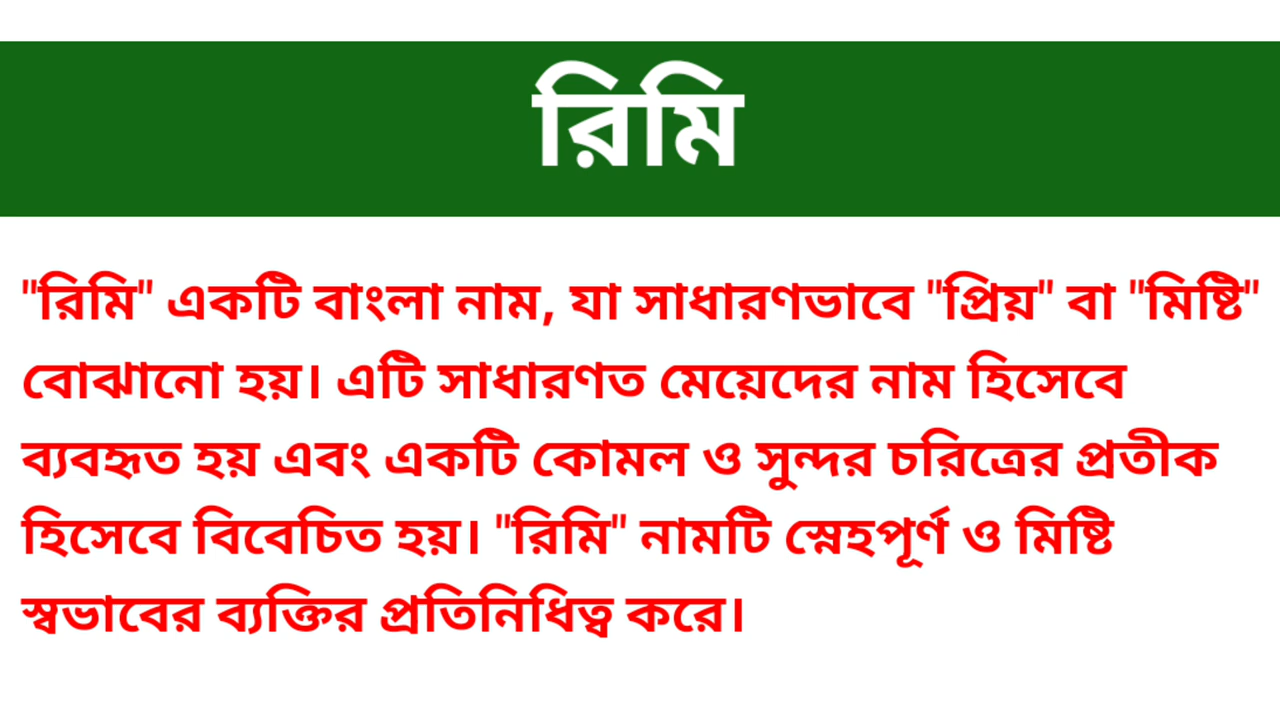 রিমি
"রিমি" একটি বাংলা নাম, যা সাধারণভাবে "প্রিয়" বা "মিষ্টি"
বোঝানো হয়। এটি সাধারণত মেয়েদের নাম হিসেবে
ব্যবহৃত হয় এবং একটি কোমল ও সুন্দর চরিত্রের প্রতীক
হিসেবে বিবেচিত হয়। "রিমি" নামটি স্নেহপূর্ণ ও মিষ্টি
স্বভাবের ব্যক্তির প্রতিনিধিত্ব করে।